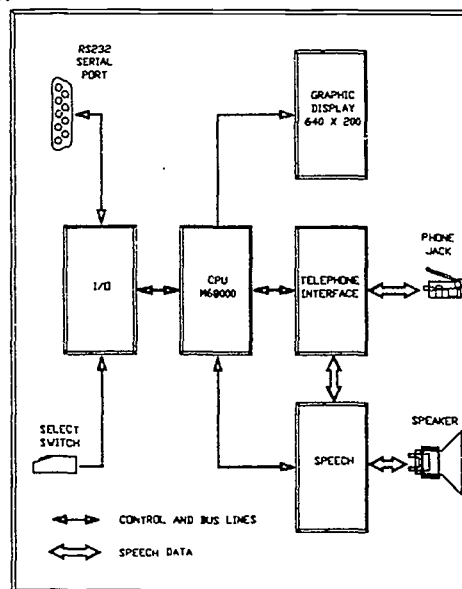 RS232
SERIAL
PORT
GRAPHIC
DISPLAY
640 X 200
PHONE
JACK
I/O
CPU
M68000
TELEPHONE
INTERFACE
SELECT
SWITCH
SPEECH
SPEAKER
CONTROL AND BUS LINES
SPEECH DATA